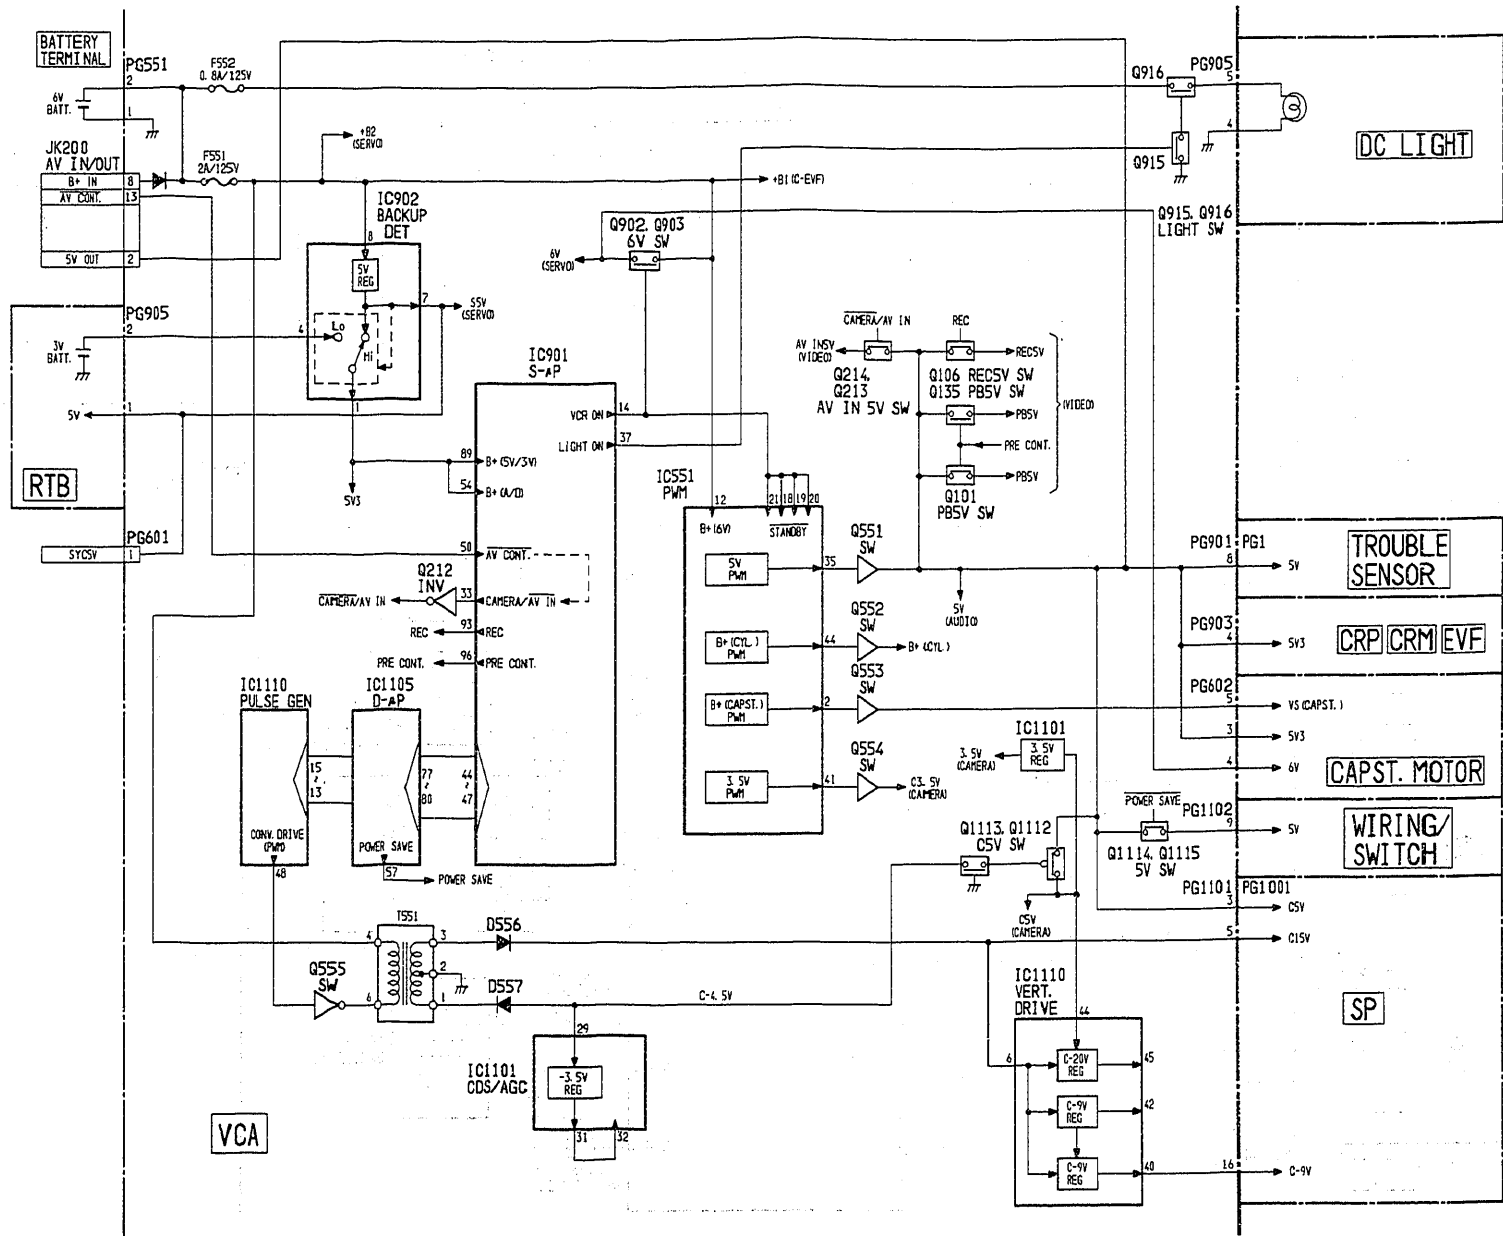 BATTERY
TERMINAL
PG551
2
6V
BATT.
1
F552
0.8A/125V
Q916
PG905
5
4
DC LIGHT
Q915
Q915, Q916
LIGHT SW
JK200
AV IN/OUT
B+ IN
8
AV CONT.
13
5V OUT
2
F551
2A/125V
+B2
(SERVO)
+B1(C-EVF)
IC902
BACKUP
DET
8
5V
REG
7
S5V
(SERVO)
Lo
Hi
4
1
Q902, Q903
6V SW
6V
(SERVO)
PG905
2
3V
BATT.
5V
1
RTB
PG601
SYC5V
1
5V3
IC901
S-μP
VCR ON
14
LIGHT ON
37
89
B+(5V/3V)
54
B+(A/D)
50
AV CONT.
33
CAMERA/AV IN
93
REC
96
PRE CONT.
Q212
INV
CAMERA/AV IN
REC
PRE CONT.
CAMERA/AV IN
REC
AV IN5V
(VIDEO)
REC5V
Q214,
Q213
AV IN 5V SW
Q106 REC5V SW
Q135 PB5V SW
PB5V
(VIDEO)
PRE CONT.
PB5V
Q101
PB5V SW
IC551
PWM
12
21
18
19
20
B+(6V)
STANDBY
5V
PWM
35
Q551
SW
B+(CYL.)
PWM
44
Q552
SW
B+(CYL.)
B+(CAPST.)
PWM
2
Q553
SW
3.5V
PWM
41
Q554
SW
C3.5V
(CAMERA)
5V
(AUDIO)
PG901
PG1
8
5V
TROUBLE
SENSOR
PG903
4
5V3
CRP
CRM
EVF
PG602
5
VS(CAPST.)
3
5V3
4
6V
CAPST. MOTOR
IC1110
PULSE GEN
15
~
13
CONV. DRIVE
(PWM)
48
IC1105
D-μP
77
~
80
44
~
47
POWER SAVE
57
POWER SAVE
IC1101
3.5V
(CAMERA)
3.5V
REG
Q1113, Q1112
C5V SW
C5V
(CAMERA)
POWER SAVE
PG1102
9
5V
Q1114, Q1115
5V SW
WIRING/
SWITCH
PG1101
PG1001
3
C5V
5
C15V
T551
4
3
2
6
1
D556
D557
Q555
SW
C-4.5V
29
IC1101
CDS/AGC
-3.5V
REG
31
32
IC1110
VERT.
DRIVE
44
6
C-20V
REG
45
C-9V
REG
42
C-9V
REG
40
16
C-9V
SP
VCA